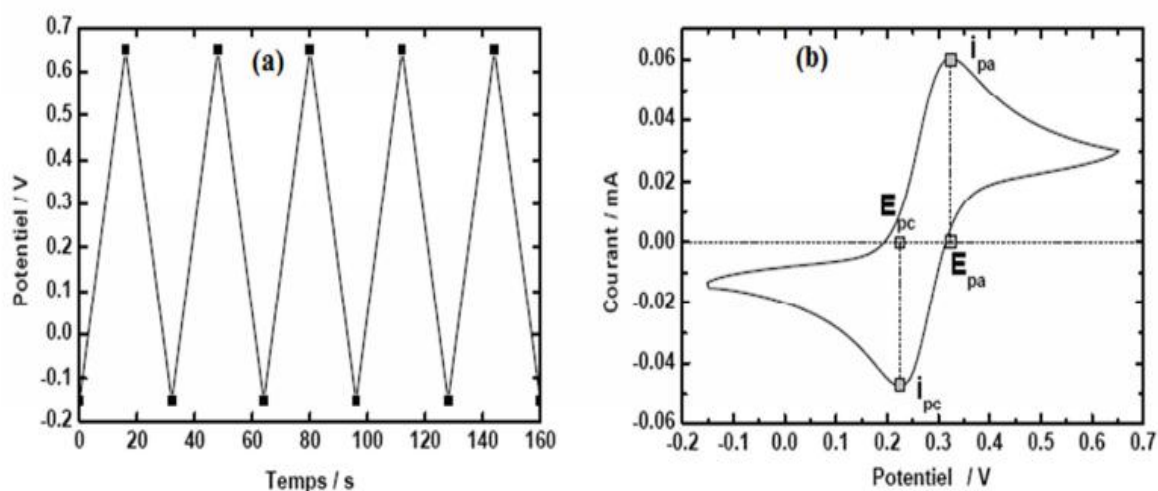 (a)
Potentiel / V
0.7
0.6
0.5
0.4
0.3
0.2
0.1
0.0
-0.1
-0.2
0 20 40 60 80 100 120 140 160
Temps / s
(b)
Courant / mA
0.06
0.04
0.02
0.00
-0.02
-0.04
-0.06
i pa
E pc
E pa
i pc
-0.2 -0.1 0.0 0.1 0.2 0.3 0.4 0.5 0.6 0.7
Potentiel / V